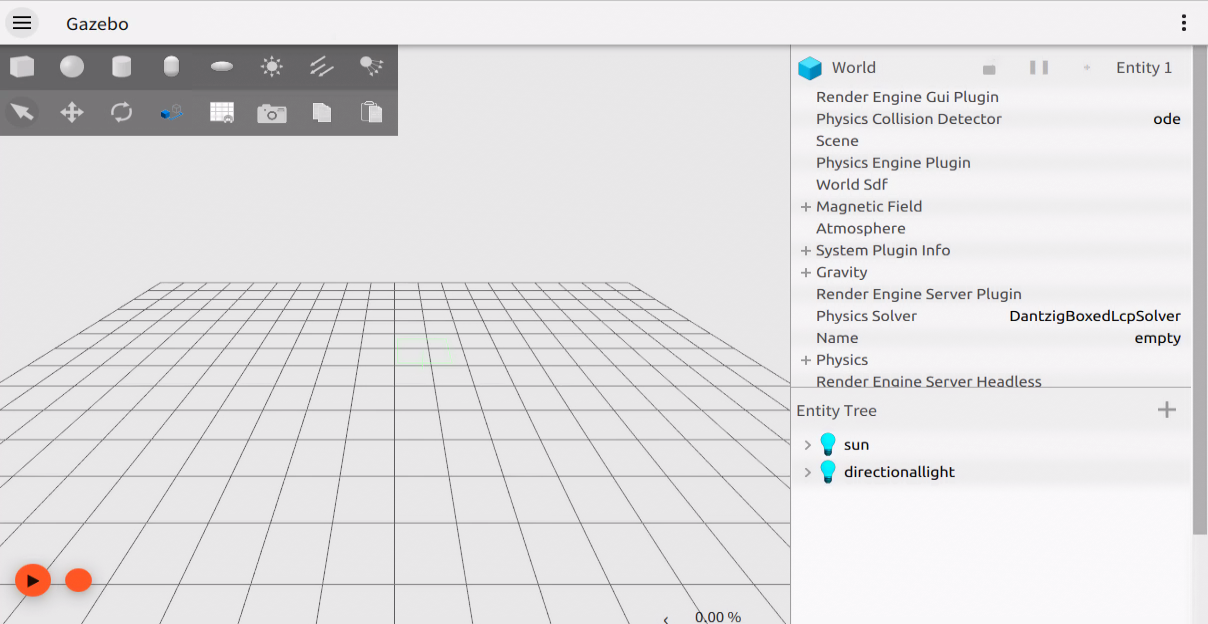 Gazebo
World Entity 1
Render Engine Gui Plugin
Physics Collision Detector ode
Scene
Physics Engine Plugin
World Sdf
Magnetic Field
Atmosphere
System Plugin Info
Gravity
Render Engine Server Plugin
Physics Solver DantzigBoxedLcpSolver
Name empty
Physics
Render Engine Server Headless
Entity Tree
sun
directionallight
0.00 %